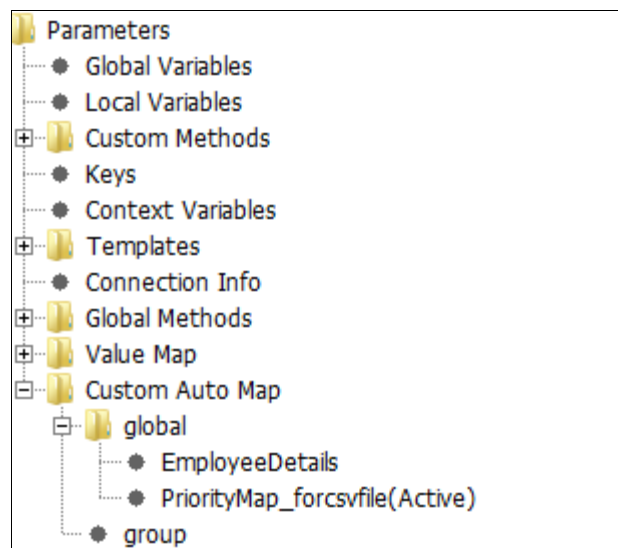 Parameters
Global Variables
Local Variables
Custom Methods
Keys
Context Variables
Templates
Connection Info
Global Methods
Value Map
Custom Auto Map
global
EmployeeDetails
PriorityMap_forcsvfile(Active)
group